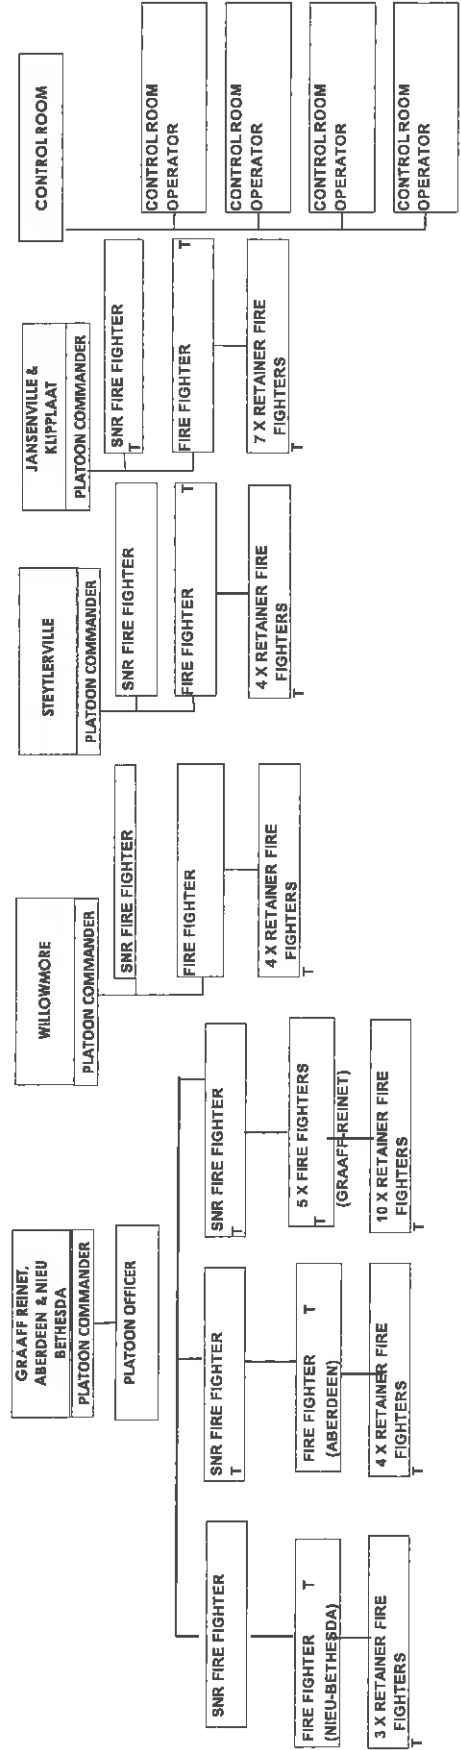 GRAAFF REINET,
ABERDEEN & NIEU
BETHESDA
PLATOON COMMANDER
PLATOON OFFICER
SNR FIRE FIGHTER
FIRE FIGHTER T
(NIEU-BETHESDA)
3 X RETAINER FIRE
FIGHTERS
T
SNR FIRE FIGHTER
T
FIRE FIGHTER T
(ABERDEEN)
4 X RETAINER FIRE
FIGHTERS
T
SNR FIRE FIGHTER
T
5 X FIRE FIGHTERS
T
(GRAAFF-REINET)
10 X RETAINER FIRE
FIGHTERS
T
WILLOWMORE
PLATOON COMMANDER
SNR FIRE FIGHTER
FIRE FIGHTER
4 X RETAINER FIRE
FIGHTERS
T
STEYTLERVILLE
PLATOON COMMANDER
SNR FIRE FIGHTER
FIRE FIGHTER T
4 X RETAINER FIRE
FIGHTERS
T
JANSENVILLE &
KLIPPLAAT
PLATOON COMMANDER
SNR FIRE FIGHTER
T
FIRE FIGHTER T
7 X RETAINER FIRE
FIGHTERS
T
CONTROL ROOM
CONTROL ROOM
OPERATOR
CONTROL ROOM
OPERATOR
CONTROL ROOM
OPERATOR
CONTROL ROOM
OPERATOR